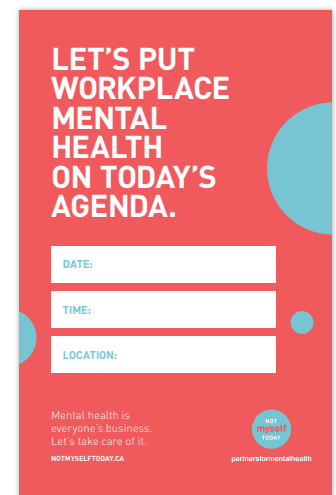 LET'S PUT
WORKPLACE
MENTAL
HEALTH
ON TODAY'S
AGENDA.
DATE:
TIME:
LOCATION:
Mental health is
everyone's business.
Let's take care of it.
NOTMYSELFTODAY.CA
NOT
myself
TODAY
partnersformentalhealth